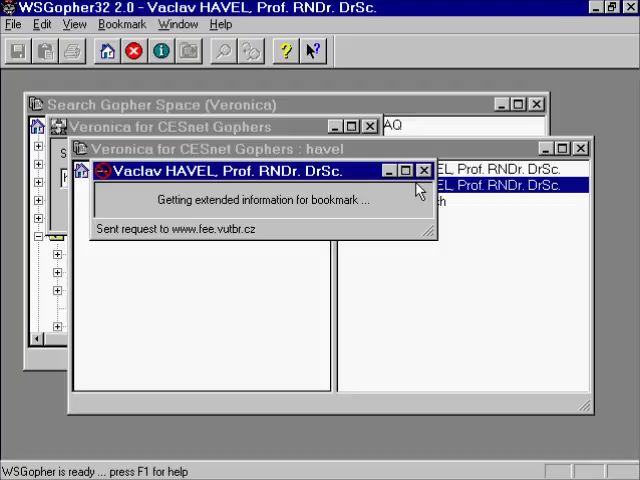 WSGopher32 2.0 - Vaclav HAVEL, Prof. RNDr. DrSc.
File Edit View Bookmark Window Help
Search Gopher Space (Veronica)
Veronica for CESnet Gophers
AQ
Veronica for CESnet Gophers : havel
Vaclav HAVEL, Prof. RNDr. DrSc.
EL, Prof. RNDr. DrSc.
EL, Prof. RNDr. DrSc.
Getting extended information for bookmark ...
ch
Sent request to www.fee.vutbr.cz
WSGopher is ready ... press F1 for help